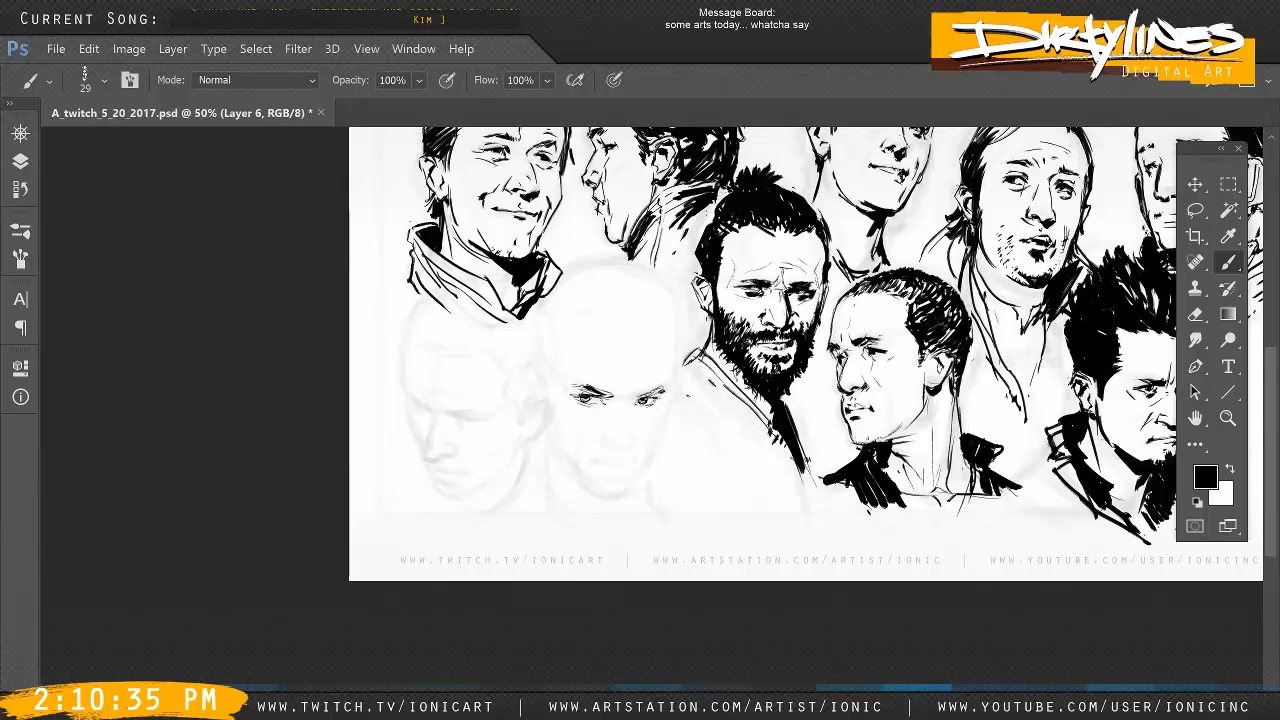 Current Song:
Kim ]
Message Board:
some arts today... whatcha say
DIRTYLINES
Digital Art
Ps File Edit Image Layer Type Select Filter 3D View Window Help
29 Mode: Normal Opacity: 100% Flow: 100%
A_twitch_5_20_2017.psd @ 50% (Layer 6, RGB/8) * ×
WWW.TWITCH.TV/IONICART | WWW.ARTSTATION.COM/ARTIST/IONIC | WWW.YOUTUBE.COM/USER/IONICINC
2:10:35 PM
WWW.TWITCH.TV/IONICART | WWW.ARTSTATION.COM/ARTIST/IONIC | WWW.YOUTUBE.COM/USER/IONICINC